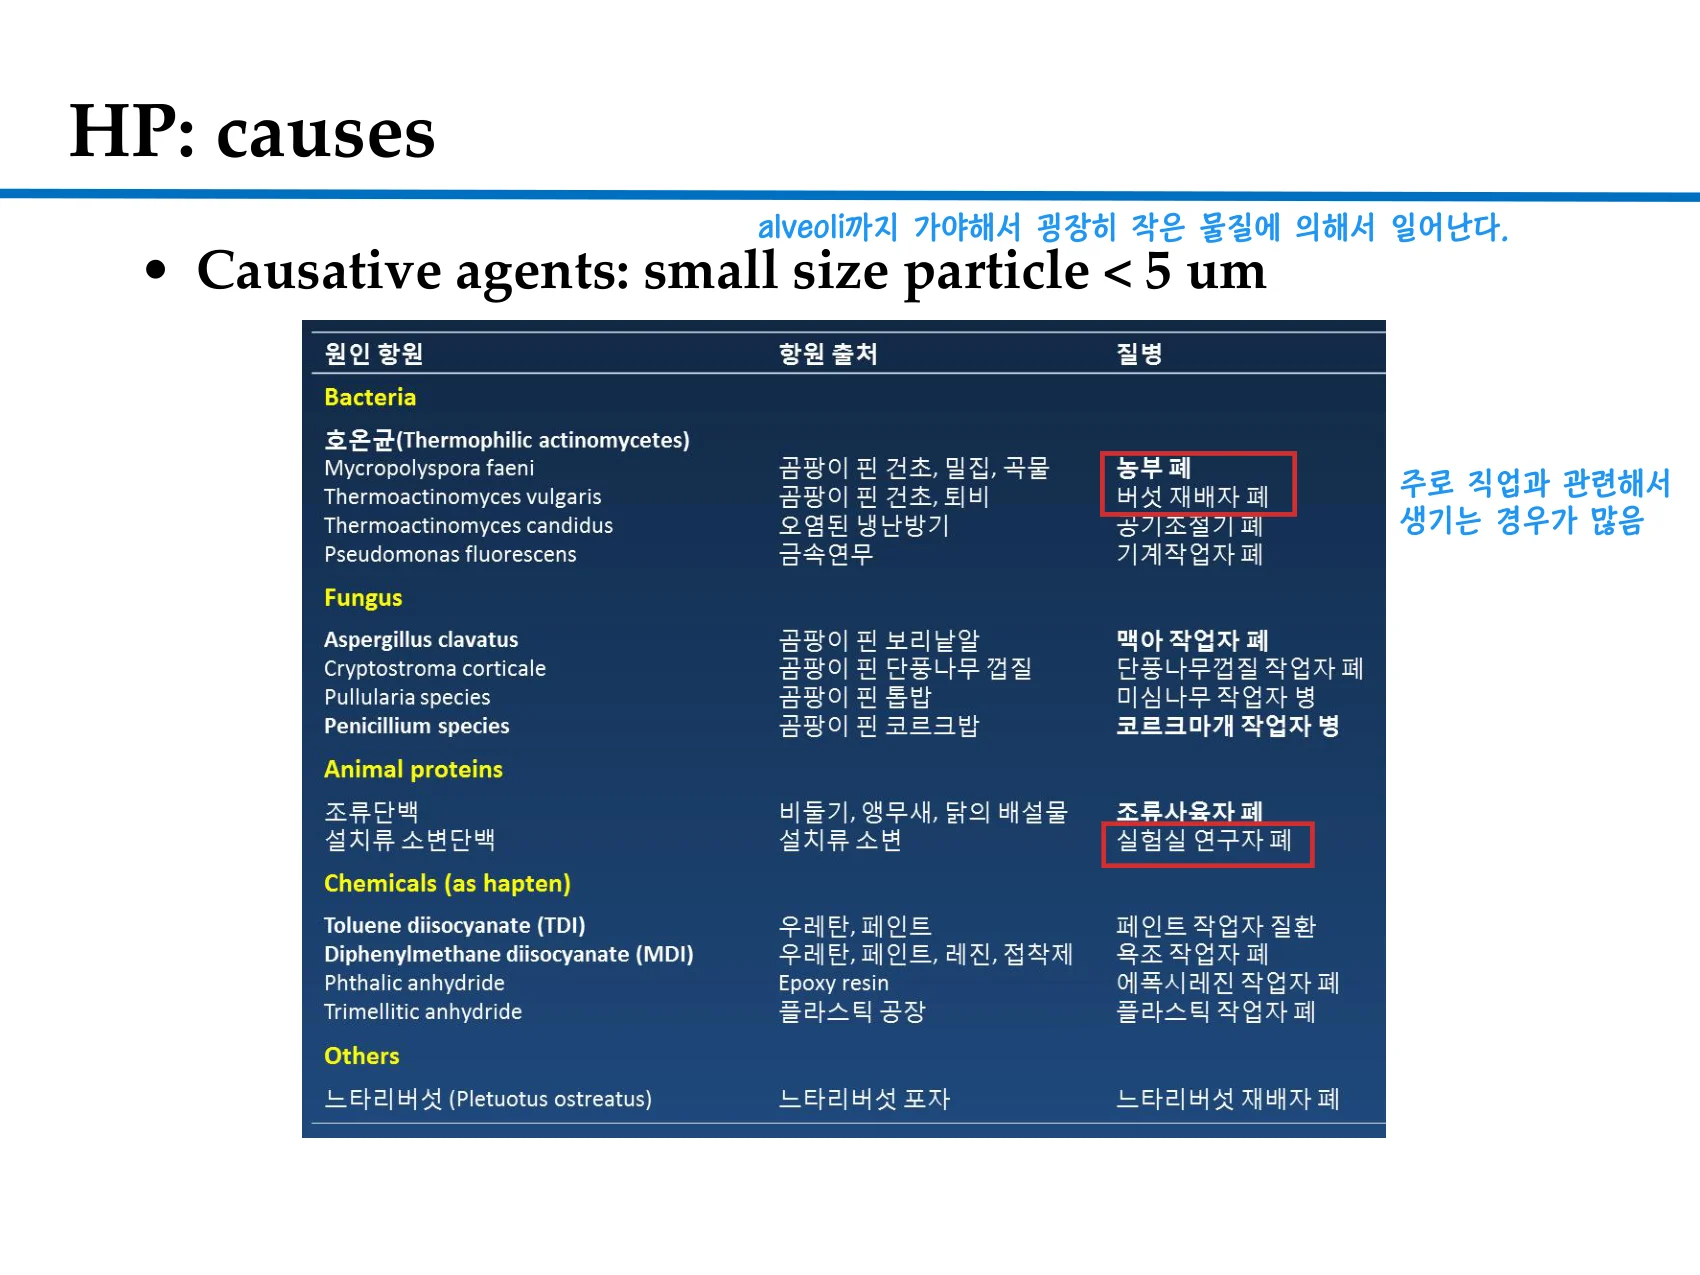 HP: causes
alveoli까지 가야해서 굉장히 작은 물질에 의해서 일어난다.
• Causative agents: small size particle < 5 um
원인 항원 항원 출처 질병
Bacteria
호온균(Thermophilic actinomycetes)
Mycropolyspora faeni 곰팡이 핀 건초, 밀집, 곡물 농부 폐
Thermoactinomyces vulgaris 곰팡이 핀 건초, 퇴비 버섯 재배자 폐
Thermoactinomyces candidus 오염된 냉난방기 공기조절기 폐
Pseudomonas fluorescens 금속연무 기계작업자 폐
주로 직업과 관련해서
생기는 경우가 많음
Fungus
Aspergillus clavatus 곰팡이 핀 보리낱알 맥아 작업자 폐
Cryptostroma corticale 곰팡이 핀 단풍나무 껍질 단풍나무껍질 작업자 폐
Pullularia species 곰팡이 핀 톱밥 미심나무 작업자 병
Penicillium species 곰팡이 핀 코르크밥 코르크마개 작업자 병
Animal proteins
조류단백 비둘기, 앵무새, 닭의 배설물 조류사육자 폐
설치류 소변단백 설치류 소변 실험실 연구자 폐
Chemicals (as hapten)
Toluene diisocyanate (TDI) 우레탄, 페인트 페인트 작업자 질환
Diphenylmethane diisocyanate (MDI) 우레탄, 페인트, 레진, 접착제 욕조 작업자 폐
Phthalic anhydride Epoxy resin 에폭시레진 작업자 폐
Trimellitic anhydride 플라스틱 공장 플라스틱 작업자 폐
Others
느타리버섯 (Pletuotus ostreatus) 느타리버섯 포자 느타리버섯 재배자 폐